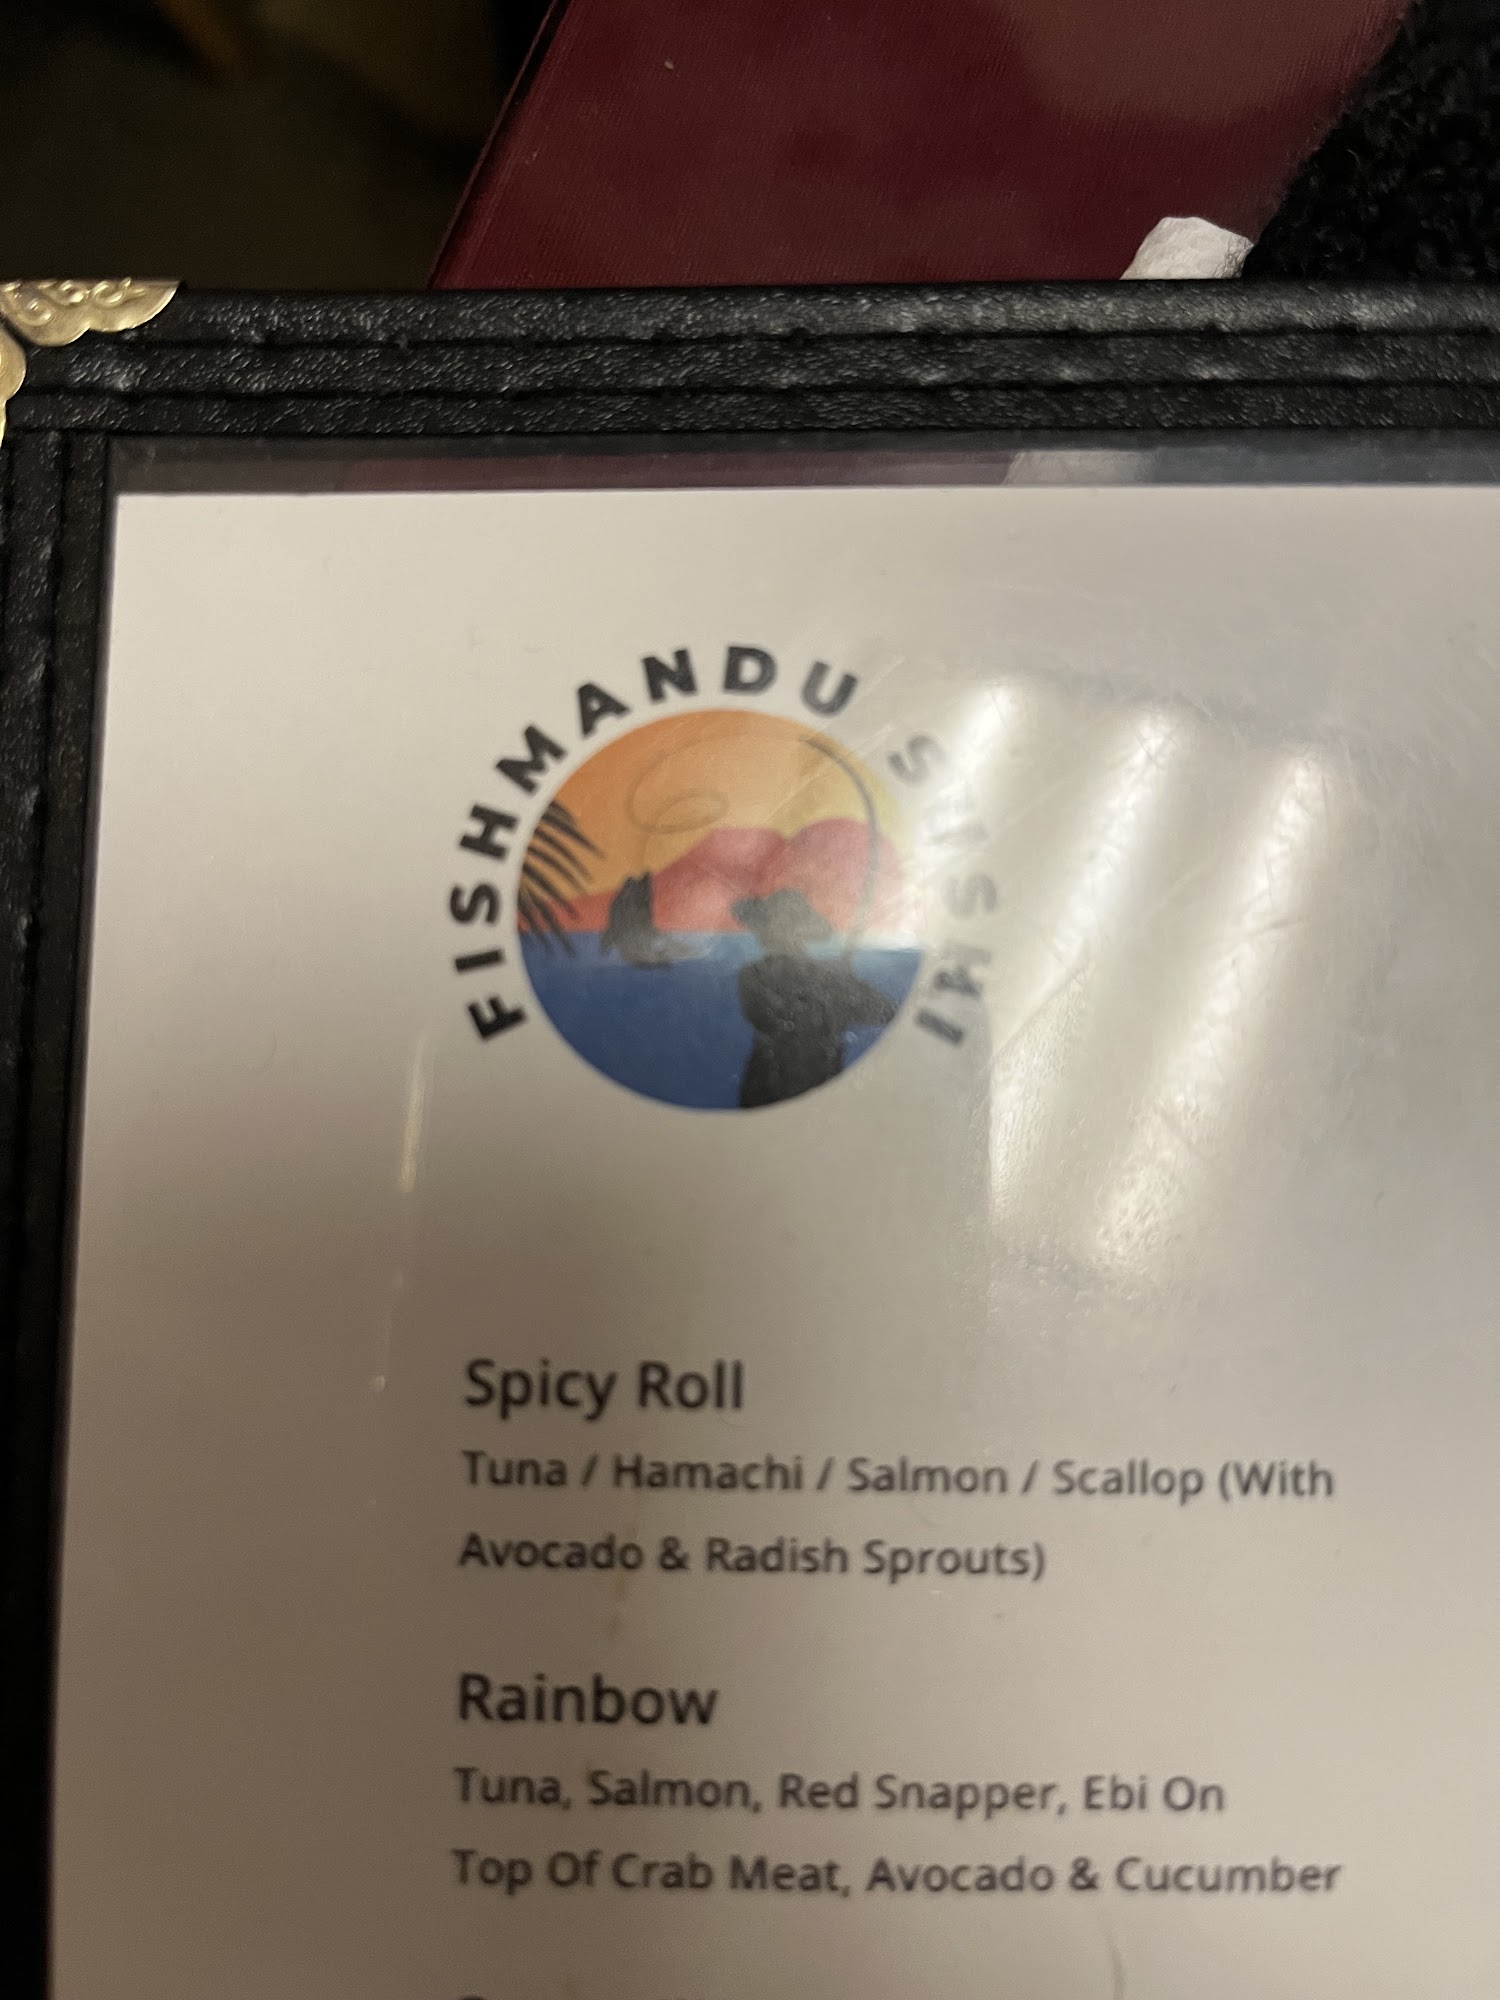 FISHMANDU SUSHI
Spicy Roll
Tuna / Hamachi / Salmon / Scallop (With
Avocado & Radish Sprouts)
Rainbow
Tuna, Salmon, Red Snapper, Ebi On
Top Of Crab Meat, Avocado & Cucumber